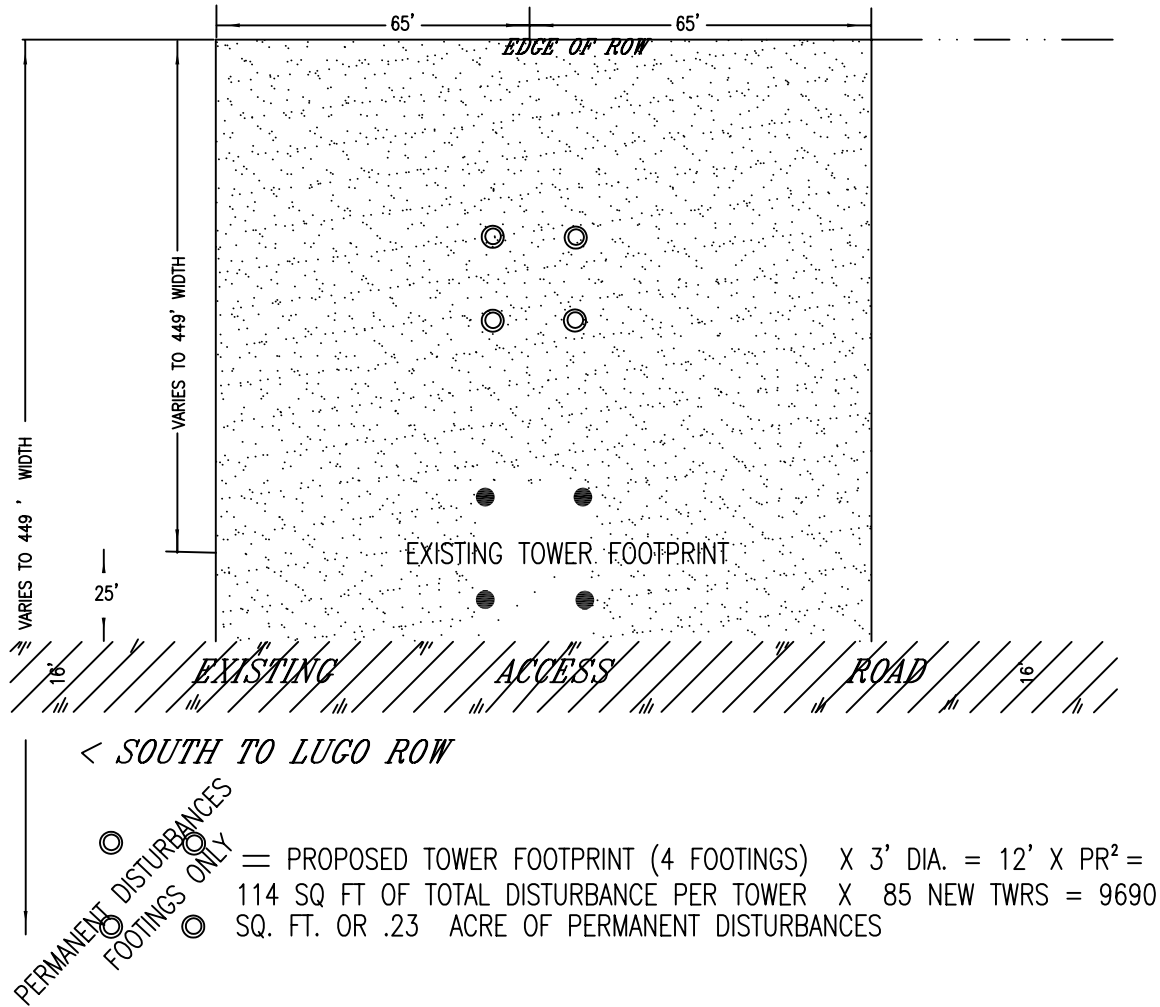 65'
65'
EDGE OF ROW
VARIES TO 449' WIDTH
VARIES TO 449 ' WIDTH
25'
EXISTING TOWER FOOTPRINT
16'
EXISTING ACCESS ROAD
16'
< SOUTH TO LUGO ROW
PERMANENT DISTURBANCES
FOOTINGS ONLY
= PROPOSED TOWER FOOTPRINT (4 FOOTINGS) X 3' DIA. = 12' X PR² =
114 SQ FT OF TOTAL DISTURBANCE PER TOWER X 85 NEW TWRS = 9690
SQ. FT. OR .23 ACRE OF PERMANENT DISTURBANCES